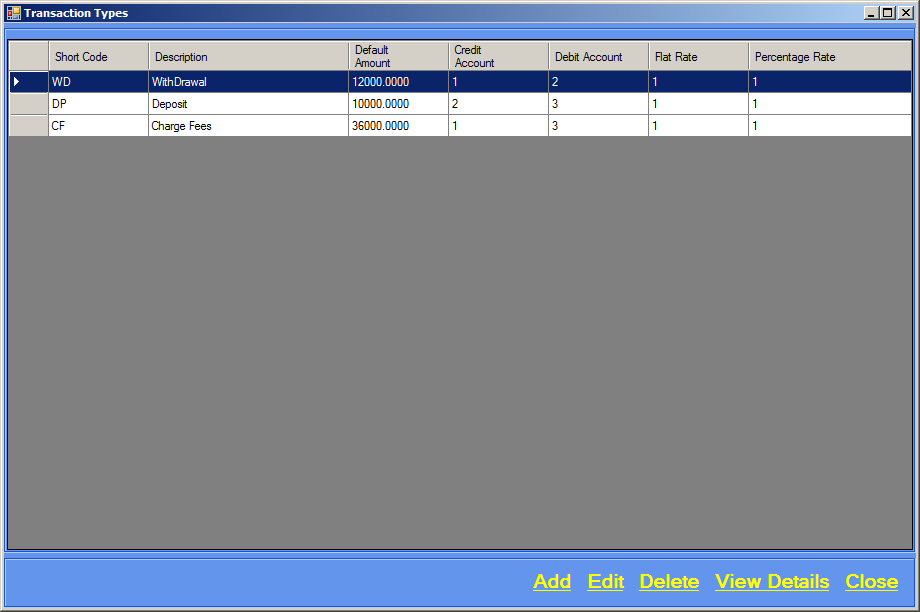 Transaction Types
Short Code Description Default Amount Credit Account Debit Account Flat Rate Percentage Rate
WD WithDrawal 12000.0000 1 2 1 1
DP Deposit 10000.0000 2 3 1 1
CF Charge Fees 36000.0000 1 3 1 1
Add Edit Delete View Details Close